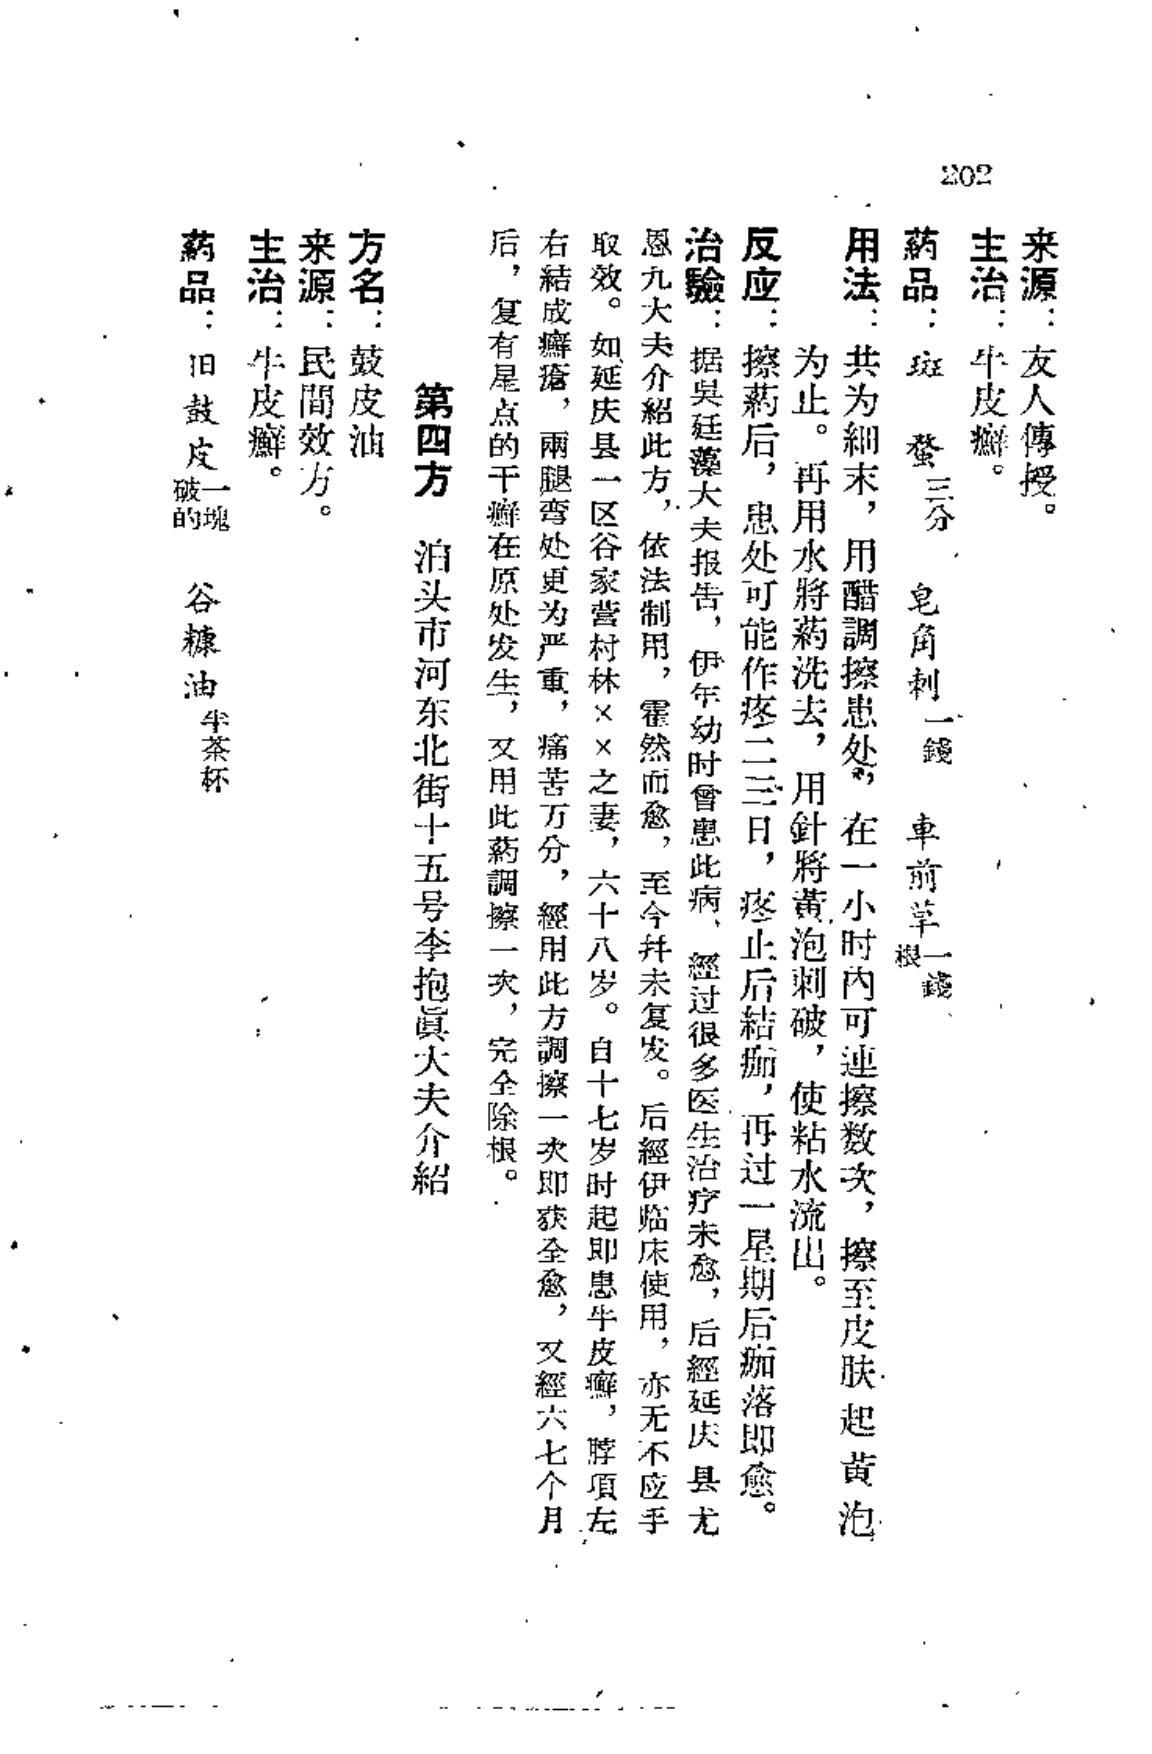 202
来源：友人傳授。
主治：牛皮癬。
葯品：斑蝥三分 皂角刺一錢 車前草根一錢
用法：共为細末，用醋調擦患处，在一小时内可連擦数次，擦至皮肤起黃泡
为止。再用水將葯洗去，用針將黃泡刺破，使粘水流出。
反应：擦葯后，患处可能作疼二三日，疼止后結痂，再过一星期后痂落即愈。
治驗：据吳廷藻大夫报告，伊年幼时曾患此病、經过很多医生治疗未愈，后經延庆县尤
恩九大夫介紹此方，依法制用，霍然而愈，至今幷未复发。后經伊临床使用，亦无不应手
取效。如延庆县一区谷家营村林××之妻，六十八岁。自十七岁时起即患牛皮癬，脖項左
右結成癬瘡，兩腿弯处更为严重，痛苦万分，經用此方調擦一次即获全愈，又經六七个月
后，复有星点的干癬在原处发生，又用此葯調擦一次，完全除根。
第四方 泊头市河东北街十五号李抱眞大夫介紹
方名：鼓皮油
来源：民間效方。
主治：牛皮癬。
葯品：旧鼓皮一塊破的 谷糠油半茶杯